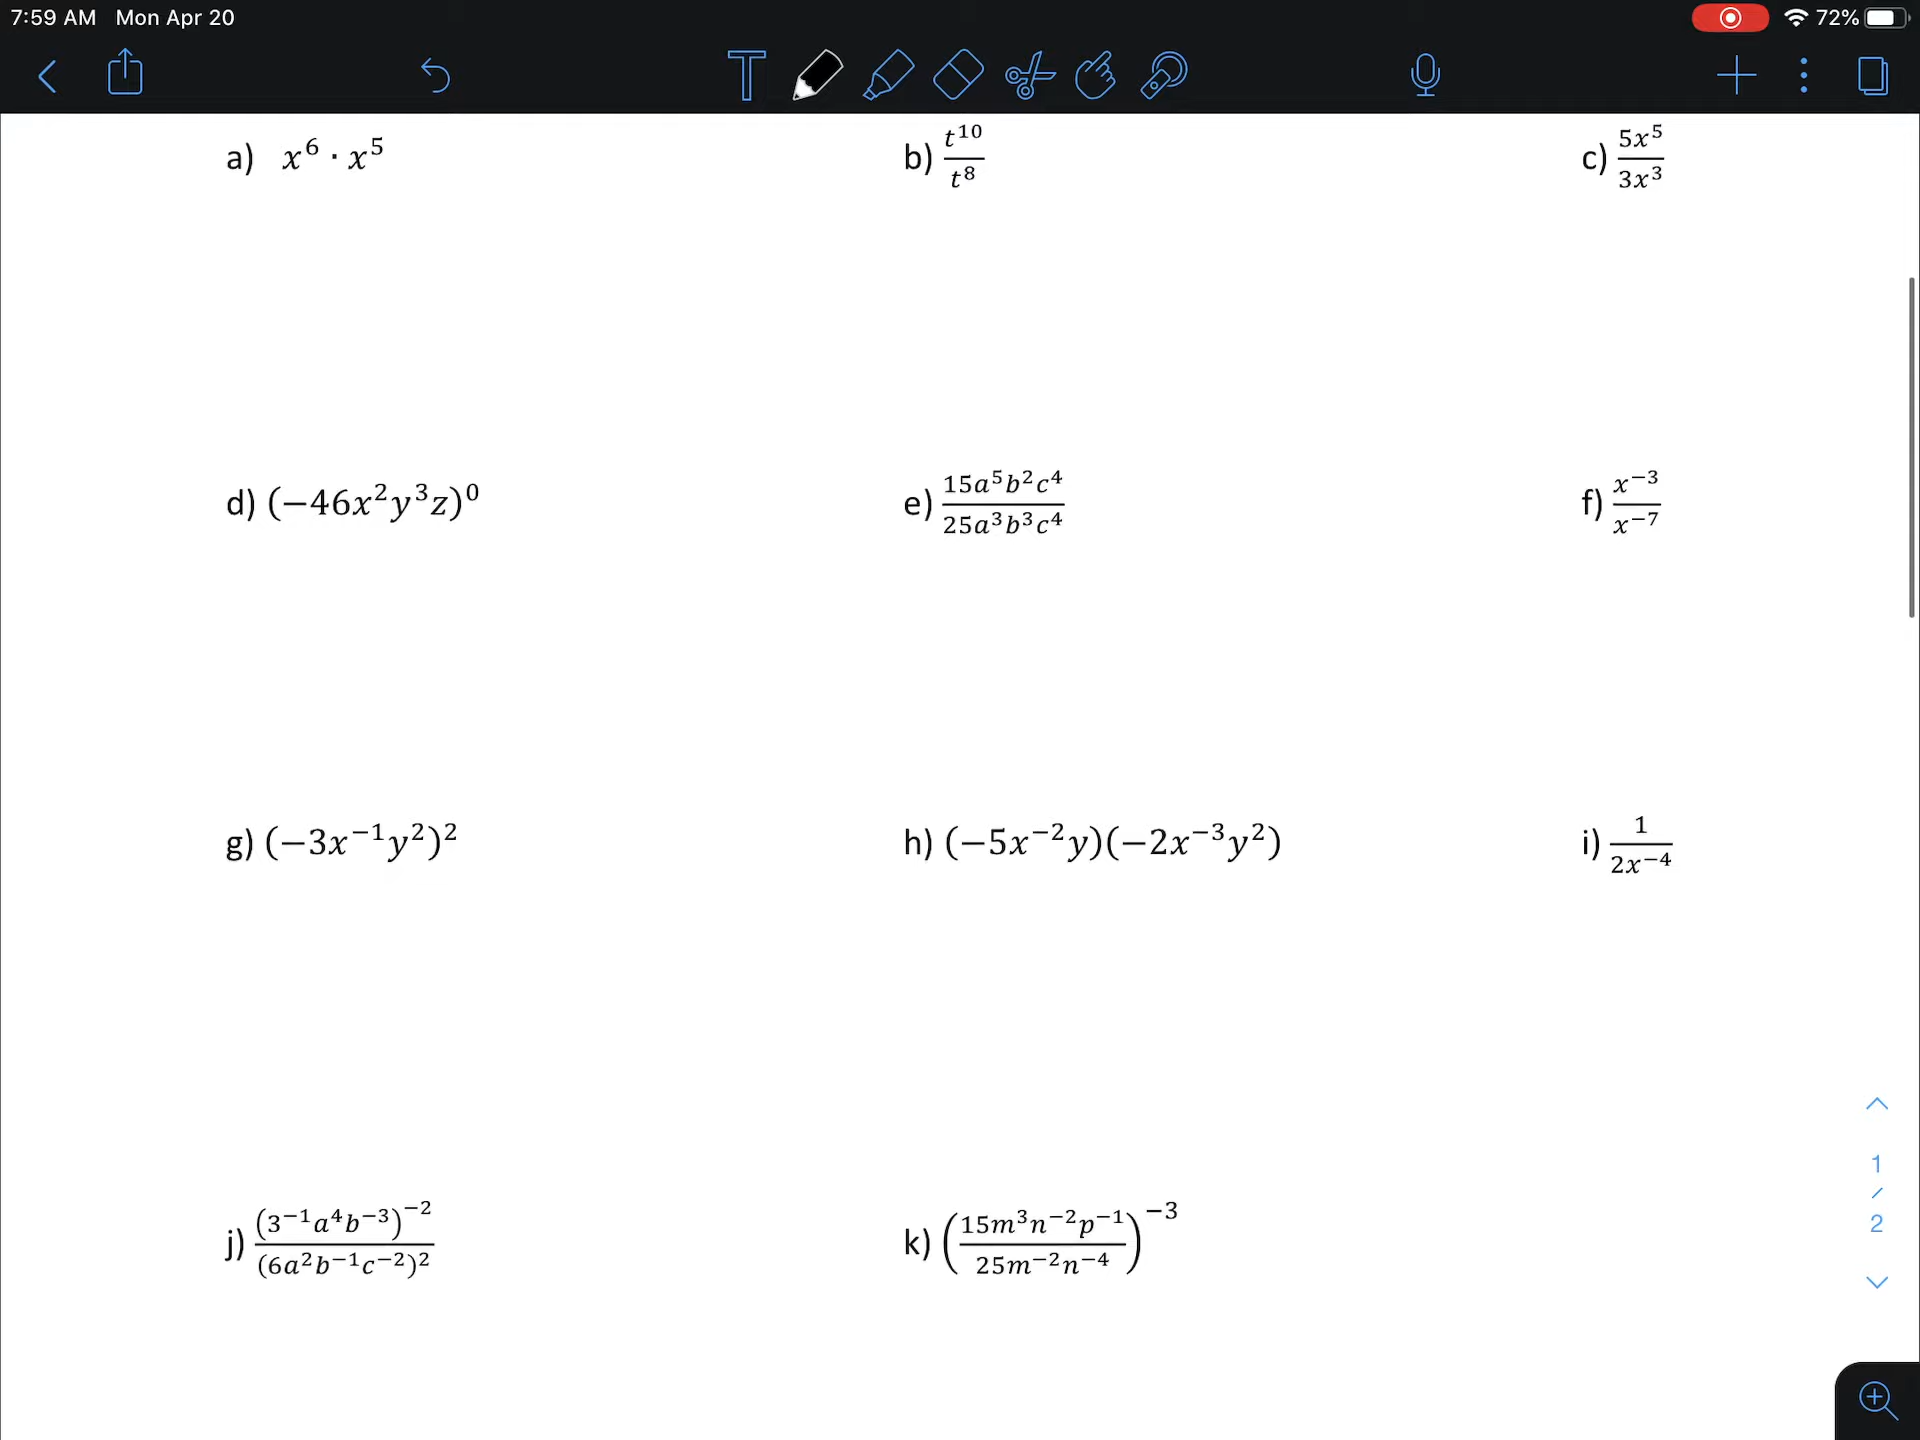 7:59 AM Mon Apr 20 72%
a) x⁶ · x⁵ b) t¹⁰/t⁸ c) 5x⁵/3x³
d) (−46x²y³z)⁰ e) 15a⁵b²c⁴/25a³b³c⁴ f) x⁻³/x⁻⁷
g) (−3x⁻¹y²)² h) (−5x⁻²y)(−2x⁻³y²) i) 1/2x⁻⁴
j) (3⁻¹a⁴b⁻³)⁻²/(6a²b⁻¹c⁻²)² k) (15m³n⁻²p⁻¹/25m⁻²n⁻⁴)⁻³
1
/
2